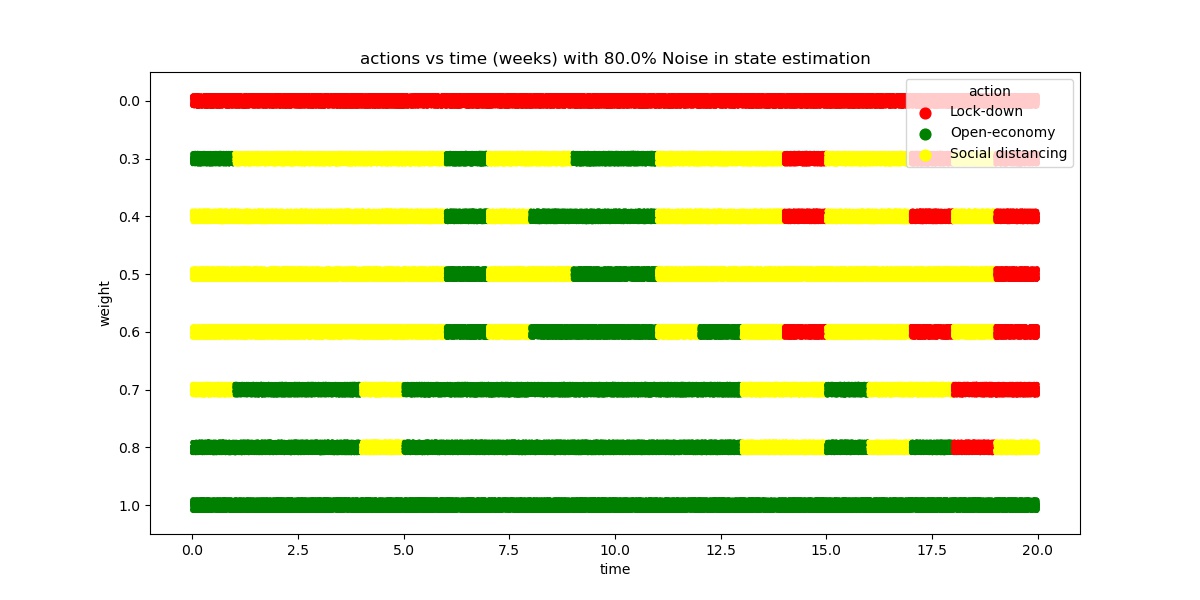 actions vs time (weeks) with 80.0% Noise in state estimation
action
Lock-down
Open-economy
Social distancing
weight
0.0
0.3
0.4
0.5
0.6
0.7
0.8
1.0
0.0 2.5 5.0 7.5 10.0 12.5 15.0 17.5 20.0
time